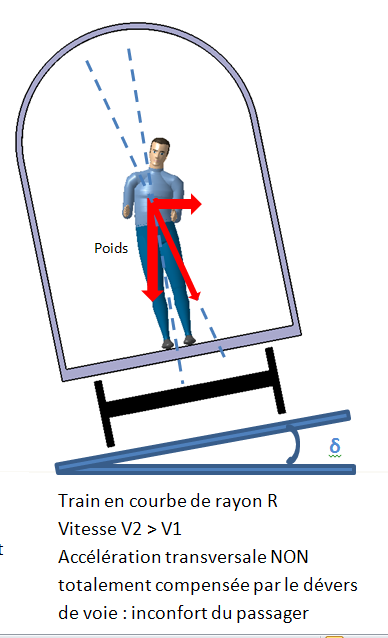 Poids
δ
Train en courbe de rayon R
Vitesse V2 > V1
t
Accélération transversale NON
totalement compensée par le dévers
de voie : inconfort du passager